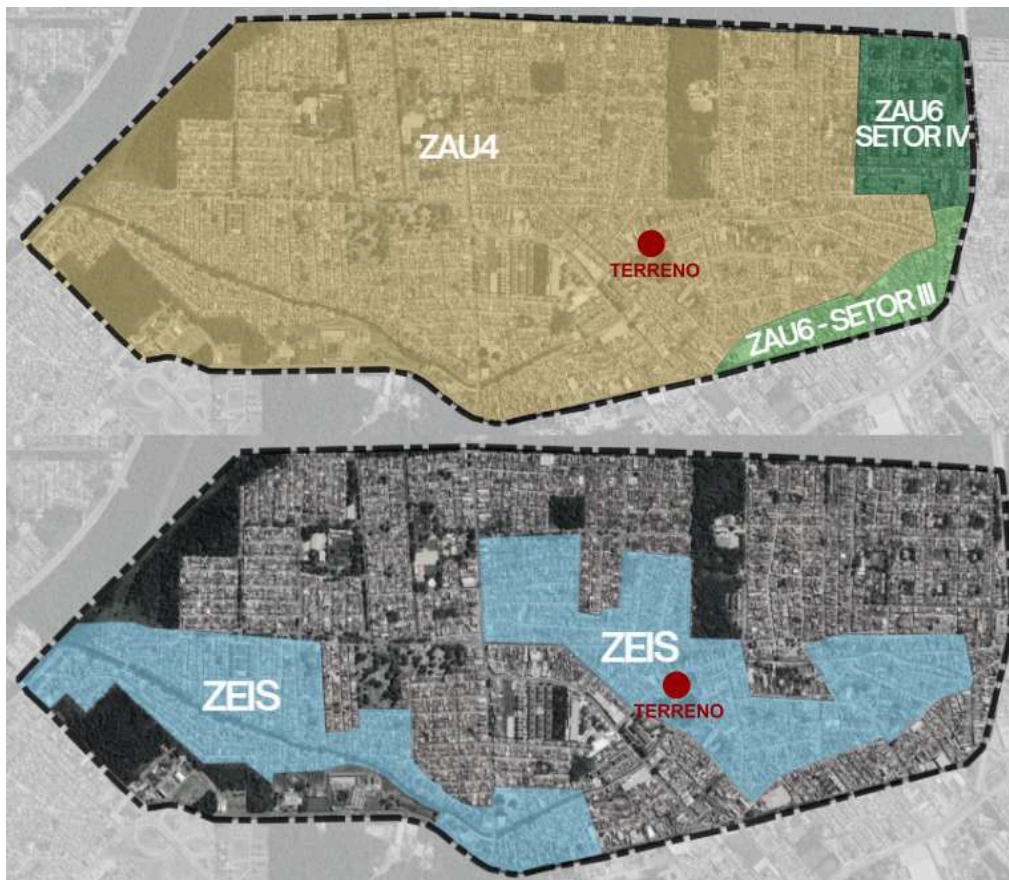 ZAU4
ZAU6
SETOR IV
TERRENO
ZAU6 - SETOR III
ZEIS
ZEIS
TERRENO